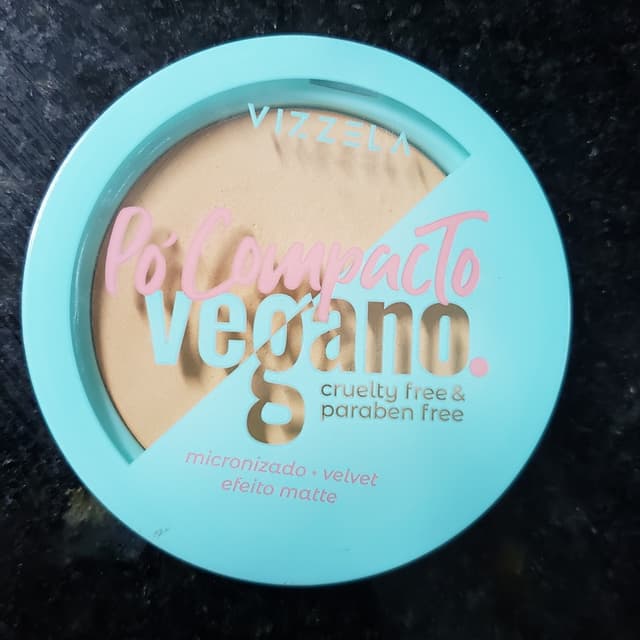 VIZZELA
Pó Compacto
vegano.
cruelty free &
paraben free
micronizado + velvet
efeito matte